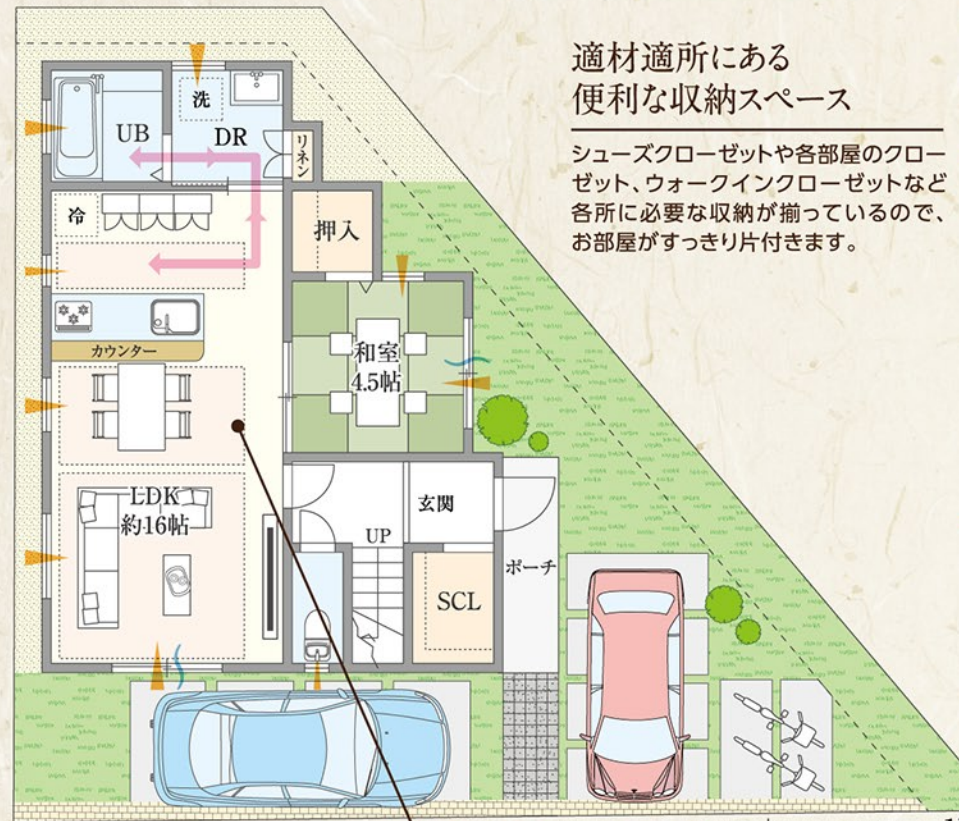 適材適所にある
便利な収納スペース
シューズクローゼットや各部屋のクロー
ゼット、ウォークインクローゼットなど
各所に必要な収納が揃っているので、
お部屋がすっきり片付きます。
洗
UB
DR
リネン
冷
押入
カウンター
和室
4.5帖
LDK
約16帖
玄関
UP
ポーチ
SCL